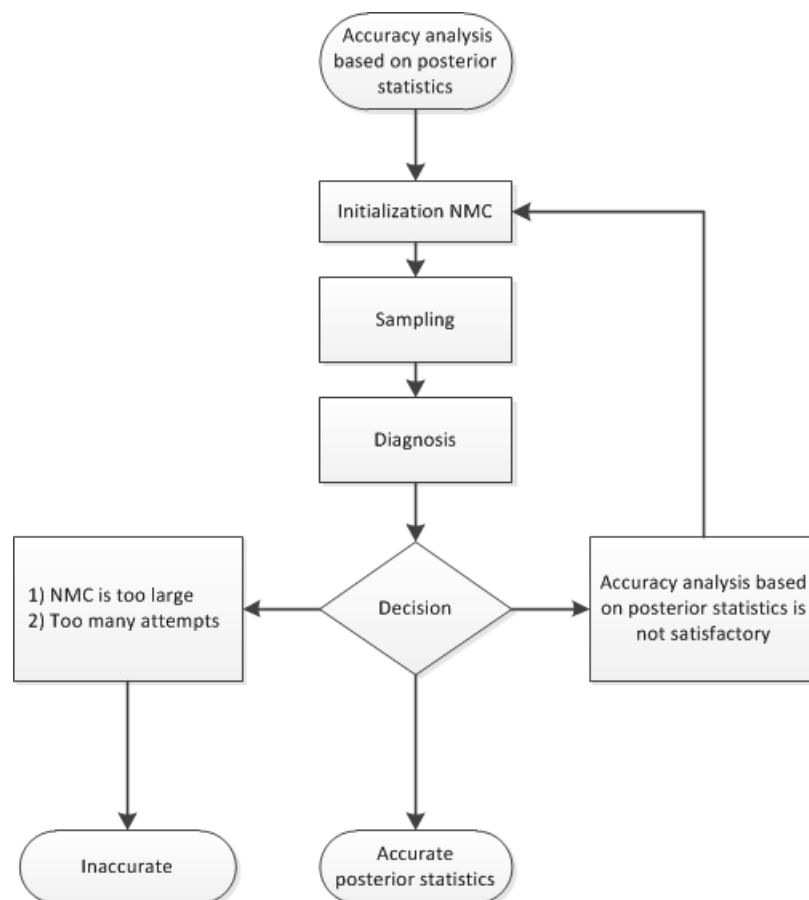 Accuracy analysis
based on posterior
statistics
Initialization NMC
Sampling
Diagnosis
Decision
1) NMC is too large
2) Too many attempts
Accuracy analysis based
on posterior statistics is
not satisfactory
Inaccurate
Accurate
posterior statistics